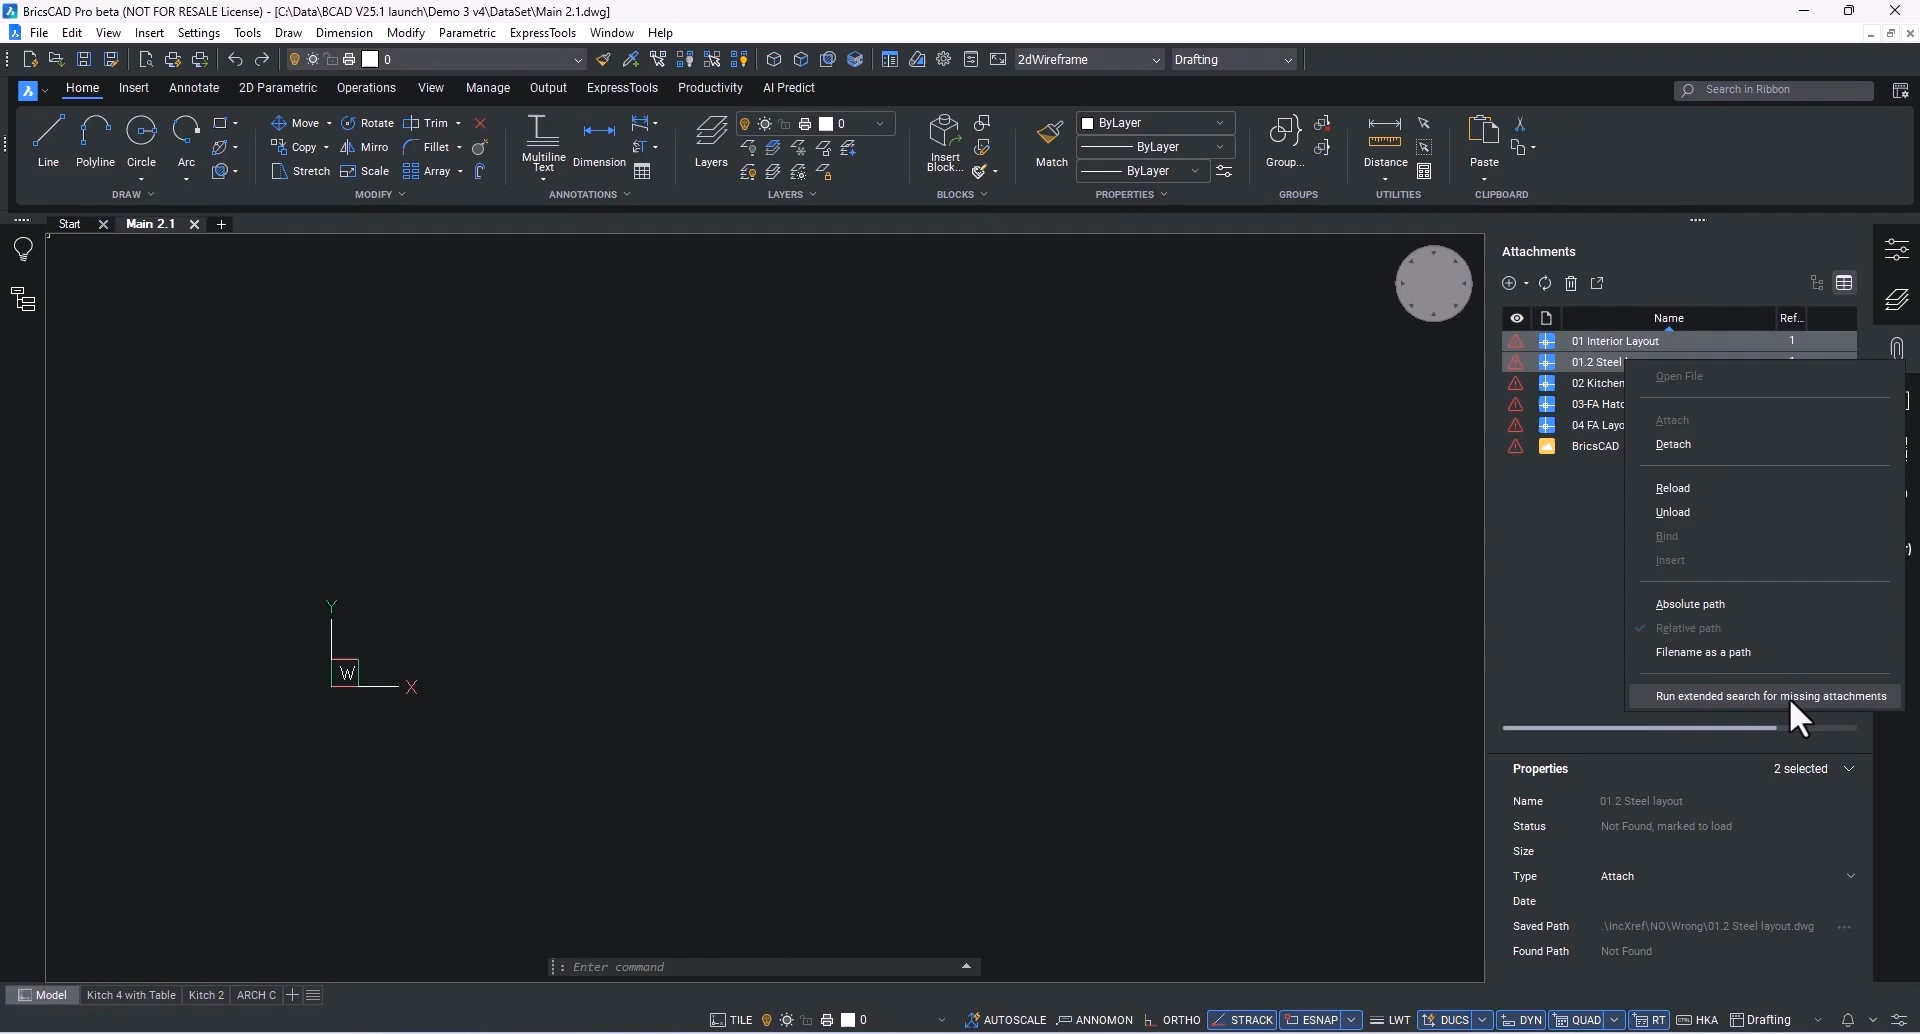 BricsCAD Pro beta (NOT FOR RESALE License) - [C:\Data\BCAD V25.1 launch\Demo 3 v4\DataSet\Main 2.1.dwg]
File Edit View Insert Settings Tools Draw Dimension Modify Parametric ExpressTools Window Help
0 2dWireframe Drafting
Home Insert Annotate 2D Parametric Operations View Manage Output ExpressTools Productivity AI Predict Search in Ribbon
Move Rotate Trim 0 ByLayer
Copy Mirro Fillet ByLayer
Line Polyline Circle Arc Multiline Text Dimension Layers Insert Block... Match Group... Distance Paste
Stretch Scale Array ByLayer
DRAW MODIFY ANNOTATIONS LAYERS BLOCKS PROPERTIES GROUPS UTILITIES CLIPBOARD
Start Main 2.1
Attachments
Name Ref...
01 Interior Layout 1
01.2 Steel
02 Kitchen
03-FA Hatc
04 FA Layo
BricsCAD
Open File
Attach
Detach
Reload
Unload
Bind
Insert
Absolute path
Relative path
Filename as a path
Run extended search for missing attachments
Y
W
X
Properties 2 selected
Name 01.2 Steel layout
Status Not Found, marked to load
Size
Type Attach
Date
Saved Path .\IncXref\NO\Wrong\01.2 Steel layout.dwg ...
Found Path Not Found
: Enter command
Model Kitch 4 with Table Kitch 2 ARCH C
TILE 0 AUTOSCALE ANNOMON ORTHO STRACK ESNAP LWT DUCS DYN QUAD RT HKA Drafting